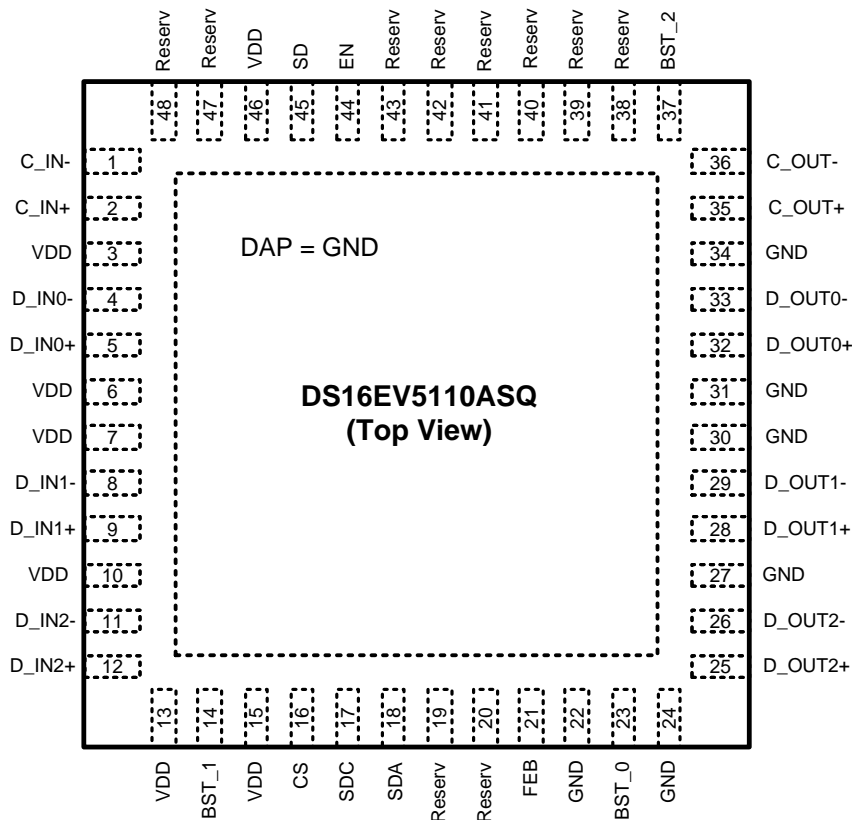 Reserv
Reserv
VDD
SD
EN
Reserv
Reserv
Reserv
Reserv
Reserv
Reserv
BST_2
48
47
46
45
44
43
42
41
40
39
38
37
C_IN- 1
C_IN+ 2
VDD 3
D_IN0- 4
D_IN0+ 5
VDD 6
VDD 7
D_IN1- 8
D_IN1+ 9
VDD 10
D_IN2- 11
D_IN2+ 12
DAP = GND
DS16EV5110ASQ
(Top View)
36 C_OUT-
35 C_OUT+
34 GND
33 D_OUT0-
32 D_OUT0+
31 GND
30 GND
29 D_OUT1-
28 D_OUT1+
27 GND
26 D_OUT2-
25 D_OUT2+
13
14
15
16
17
18
19
20
21
22
23
24
VDD
BST_1
VDD
CS
SDC
SDA
Reserv
Reserv
FEB
GND
BST_0
GND